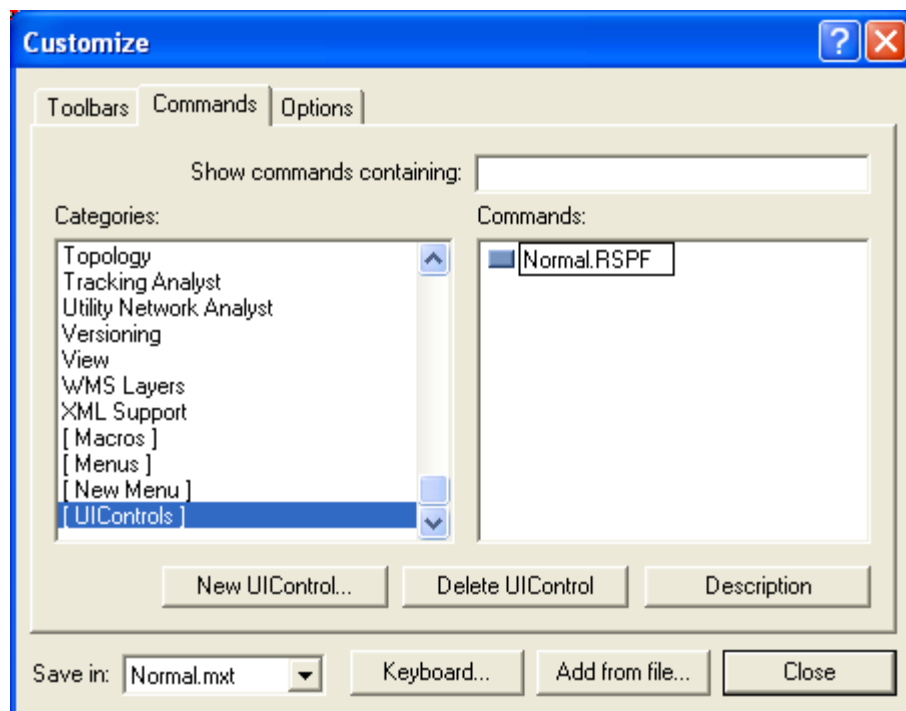 Customize
Toolbars Commands Options
Show commands containing:
Categories:
Commands:
Topology
Tracking Analyst
Utility Network Analyst
Versioning
View
WMS Layers
XML Support
[ Macros ]
[ Menus ]
[ New Menu ]
[ UIControls ]
Normal.RSPF
New UIControl...
Delete UIControl
Description
Save in: Normal.mxt
Keyboard...
Add from file...
Close